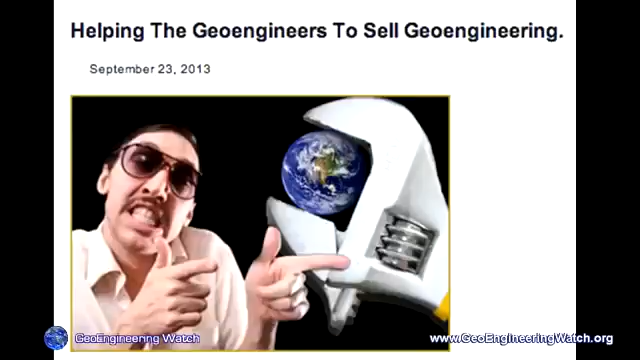 Helping The Geoengineers To Sell Geoengineering.
September 23, 2013
GeoEngineering Watch
www.GeoEngineeringWatch.org